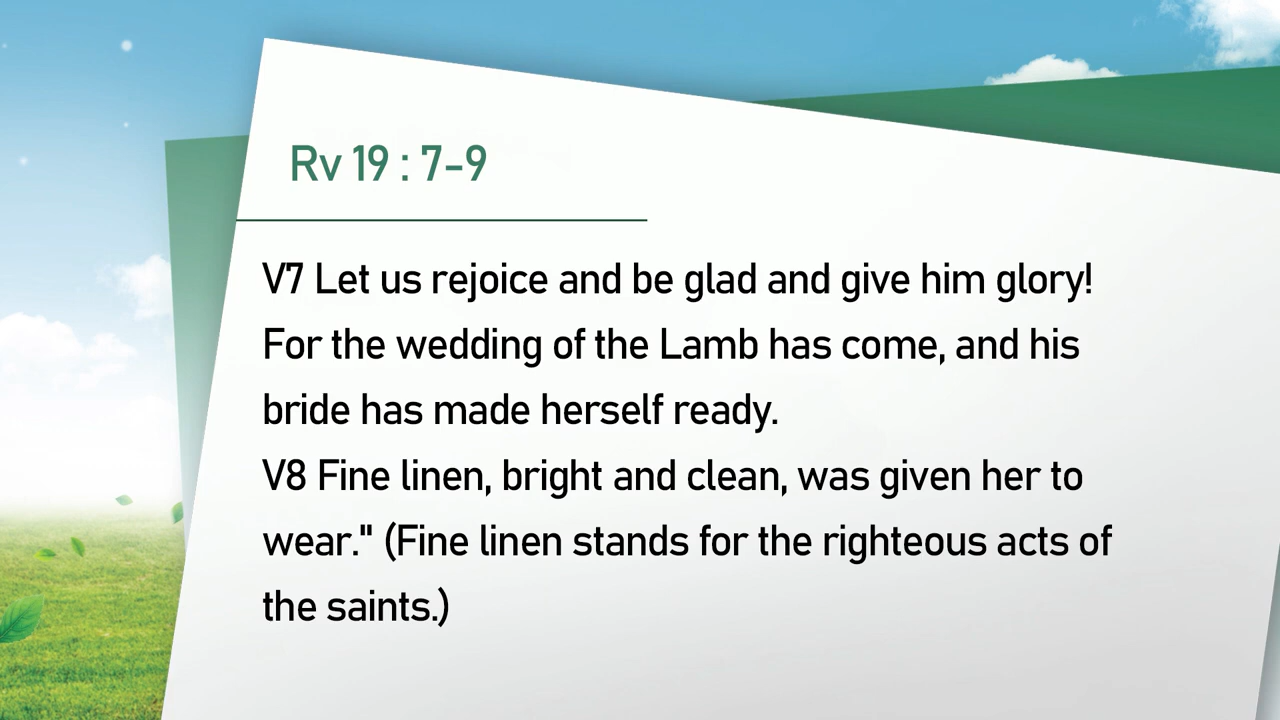 Rv 19 : 7-9
V7 Let us rejoice and be glad and give him glory!
For the wedding of the Lamb has come, and his
bride has made herself ready.
V8 Fine linen, bright and clean, was given her to
wear." (Fine linen stands for the righteous acts of
the saints.)